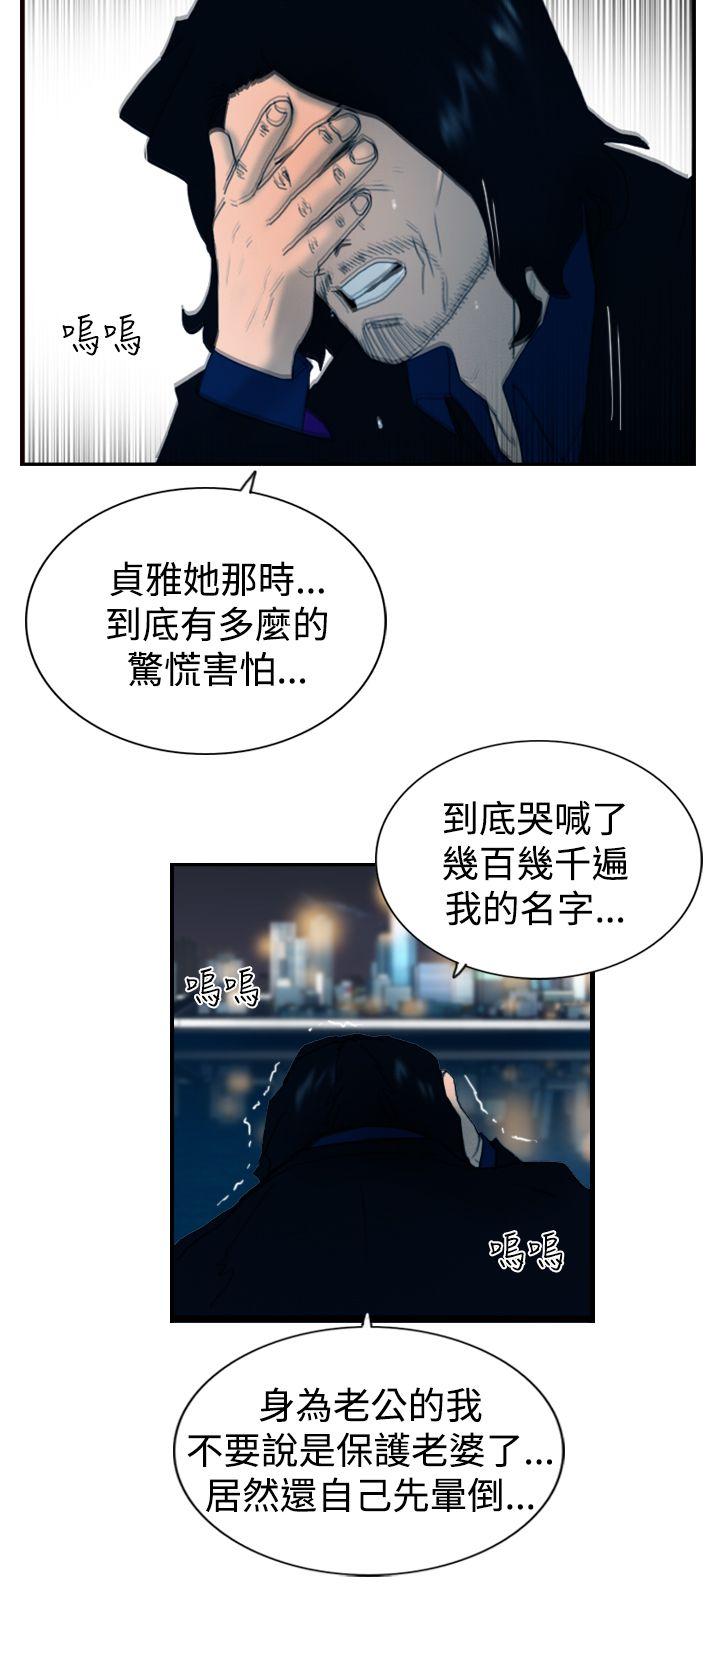 嗚嗚
貞雅她那時...
到底有多麼的
驚慌害怕...
到底哭喊了
幾百幾千遍
我的名字...
嗚嗚
嗚嗚
身為老公的我
不要說是保護老婆了...
居然還自己先暈倒...